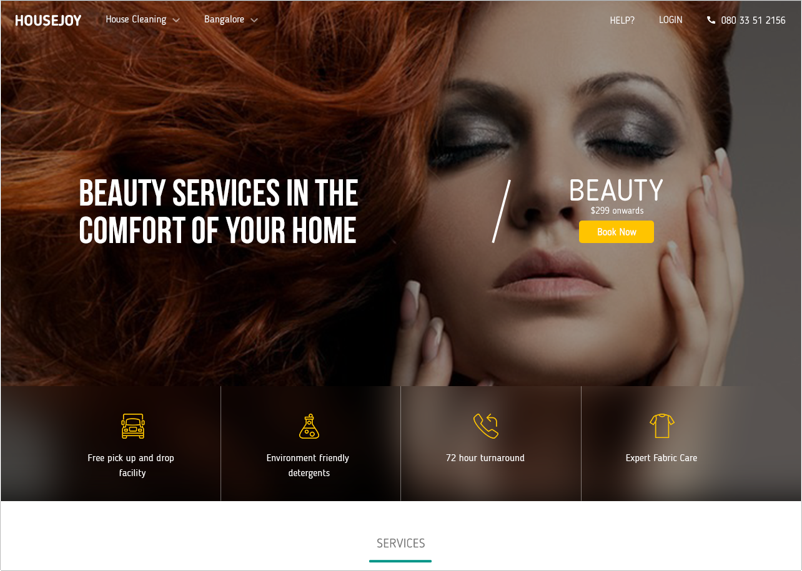 HOUSEJOY House Cleaning Bangalore HELP? LOGIN 080 33 51 2156
BEAUTY SERVICES IN THE
COMFORT OF YOUR HOME
BEAUTY
$299 onwards
Book Now
Free pick up and drop
facility
Environment friendly
detergents
72 hour turnaround
Expert Fabric Care
SERVICES